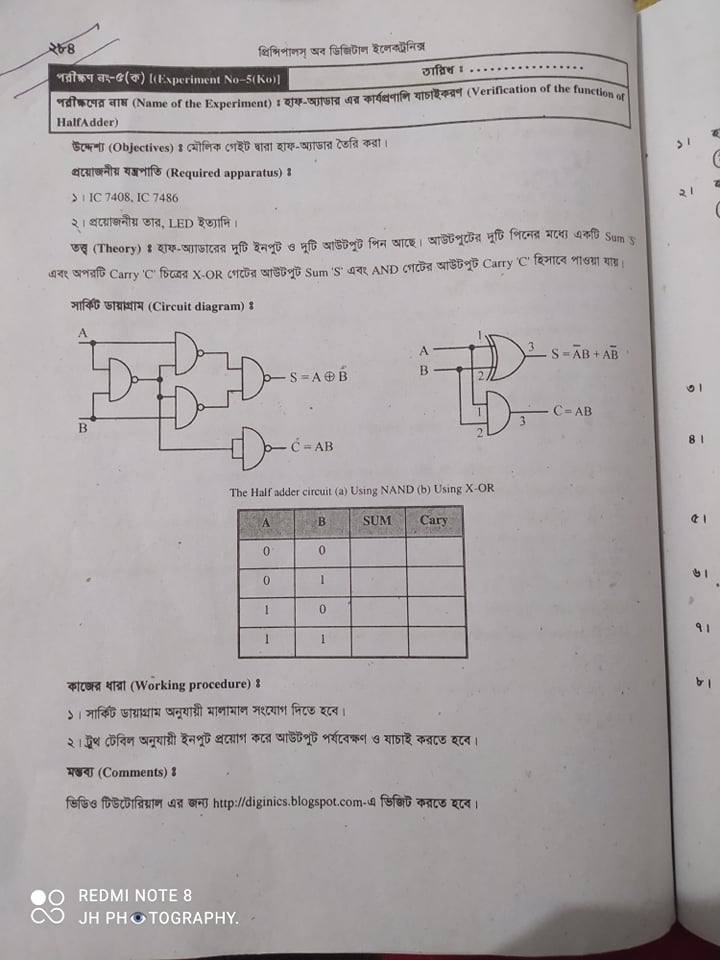 ২৮৪
প্রিন্সিপালস্ অব ডিজিটাল ইলেকট্রনিক্স
পরীক্ষণ নং-৫(ক) [(Experiment No–5(Ko)]
তারিখ ঃ ..................
পরীক্ষণের নাম (Name of the Experiment) ঃ হাফ-অ্যাডার এর কার্যপ্রণালি যাচাইকরণ (Verification of the function of
HalfAdder)
উদ্দেশ্য (Objectives) ঃ মৌলিক গেইট দ্বারা হাফ-অ্যাডার তৈরি করা।
প্রয়োজনীয় যন্ত্রপাতি (Required apparatus) ঃ
১। IC 7408, IC 7486
২। প্রয়োজনীয় তার, LED ইত্যাদি।
তত্ত্ব (Theory) ঃ হাফ-অ্যাডারের দুটি ইনপুট ও দুটি আউটপুট পিন আছে। আউটপুটের দুটি পিনের মধ্যে একটি Sum 'S'
এবং অপরটি Carry 'C' চিত্রের X-OR গেটের আউটপুট Sum 'S' এবং AND গেটের আউটপুট Carry 'C' হিসাবে পাওয়া যায়।
সার্কিট ডায়াগ্রাম (Circuit diagram) ঃ
A
B
S = A ⊕ B
C = AB
A
B
1
2
3
S = A̅B + AB̅
1
2
3
C = AB
The Half adder circuit (a) Using NAND (b) Using X-OR
A B SUM Cary
0 0
0 1
1 0
1 1
কাজের ধারা (Working procedure) ঃ
১। সার্কিট ডায়াগ্রাম অনুযায়ী মালামাল সংযোগ দিতে হবে।
২। ট্রুথ টেবিল অনুযায়ী ইনপুট প্রয়োগ করে আউটপুট পর্যবেক্ষণ ও যাচাই করতে হবে।
মন্তব্য (Comments) ঃ
ভিডিও টিউটোরিয়াল এর জন্য http://diginics.blogspot.com-এ ভিজিট করতে হবে।
১।
২।
৩।
৪।
৫।
৬।
৭।
৮।
REDMI NOTE 8
JH PHOTOGRAPHY.